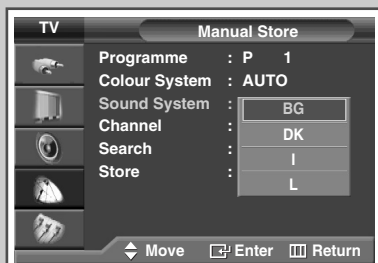 TV
Manual Store
Programme : P 1
Colour System : AUTO
Sound System : BG
Channel : DK
Search : I
Store : L
Move Enter Return